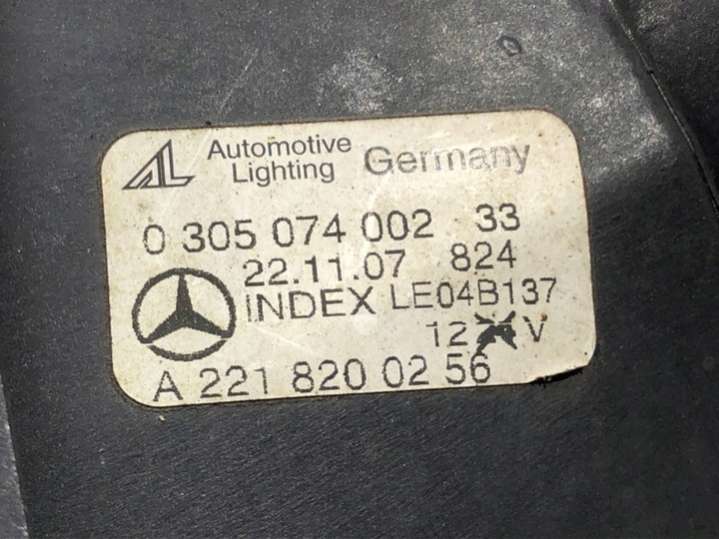 AL Automotive Lighting Germany
0 305 074 002 33
22.11.07 824
INDEX LE04B137
12 V
A 221 820 02 56